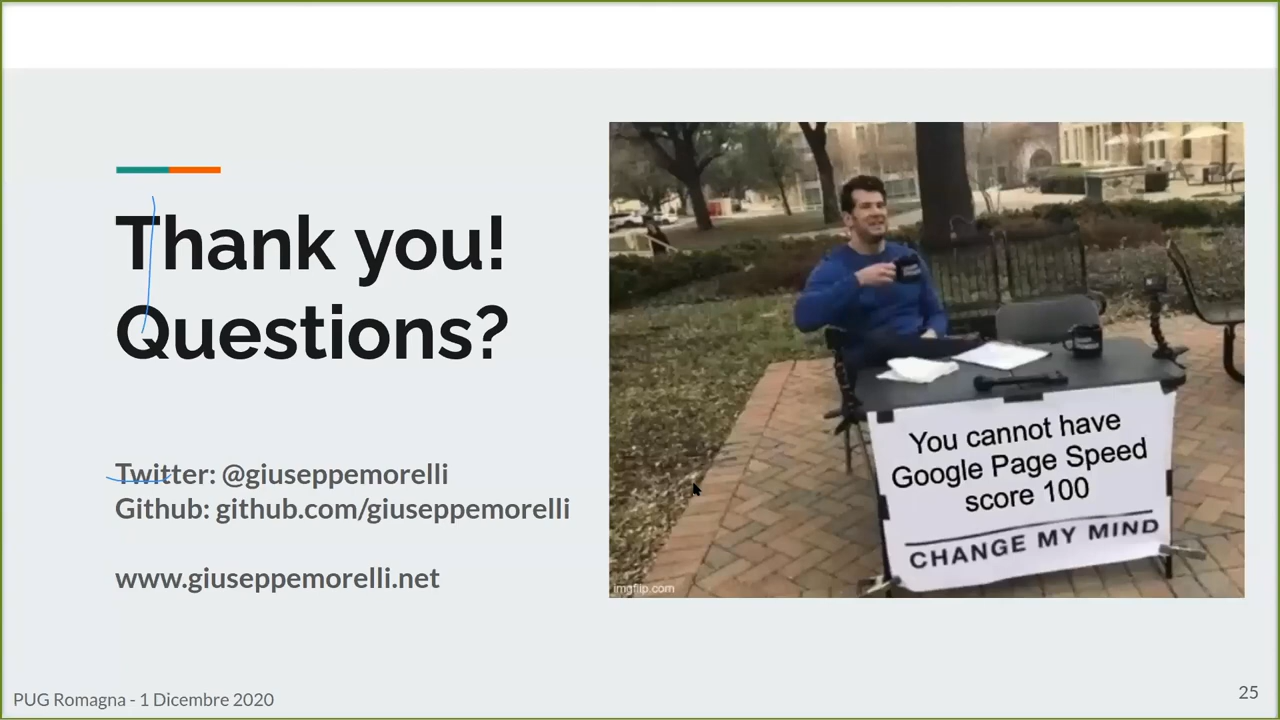 Thank you!
Questions?
Twitter: @giuseppemorelli
Github: github.com/giuseppemorelli
www.giuseppemorelli.net
You cannot have
Google Page Speed
score 100
CHANGE MY MIND
imgflip.com
PUG Romagna - 1 Dicembre 2020
25